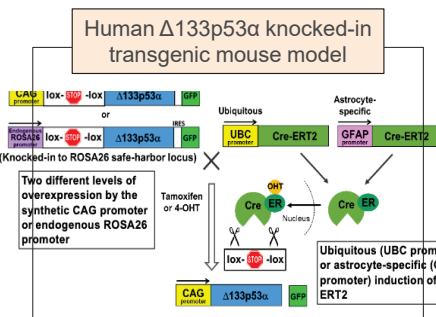 Human Δ133p53α knocked-in
transgenic mouse model
CAG
promoter
lox- STOP -lox
Δ133p53α
GFP
or
IRES
Endogenous
ROSA26
promoter
lox- STOP -lox
Δ133p53α
GFP
(Knocked-in to ROSA26 safe-harbor locus)
Ubiquitous
UBC
promoter
Cre-ERT2
Astrocyte-
specific
GFAP
promoter
Cre-ERT2
Two different levels of
overexpression by the
synthetic CAG promoter
or endogenous ROSA26
promoter
Tamoxifen
or 4-OHT
OHT
Cre
ER
Nucleus
Cre
ER
lox- STOP -lox
CAG
promoter
Δ133p53α
GFP
Ubiquitous (UBC prom
or astrocyte-specific (G
promoter) induction of
ERT2